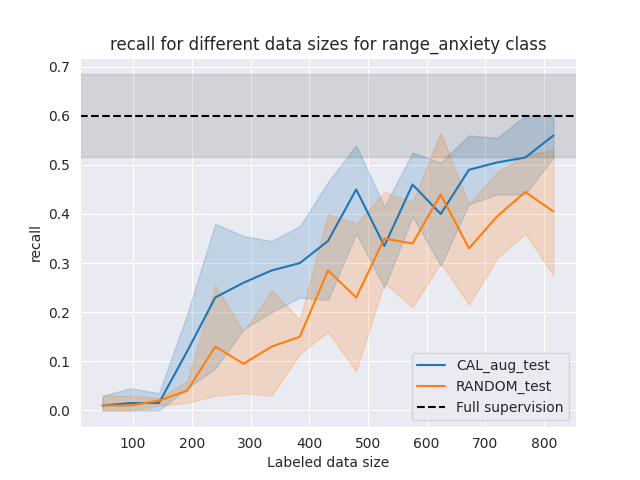 recall for different data sizes for range_anxiety class
0.7
0.6
0.5
0.4
0.3
0.2
0.1
0.0
recall
CAL_aug_test
RANDOM_test
Full supervision
100 200 300 400 500 600 700 800
Labeled data size